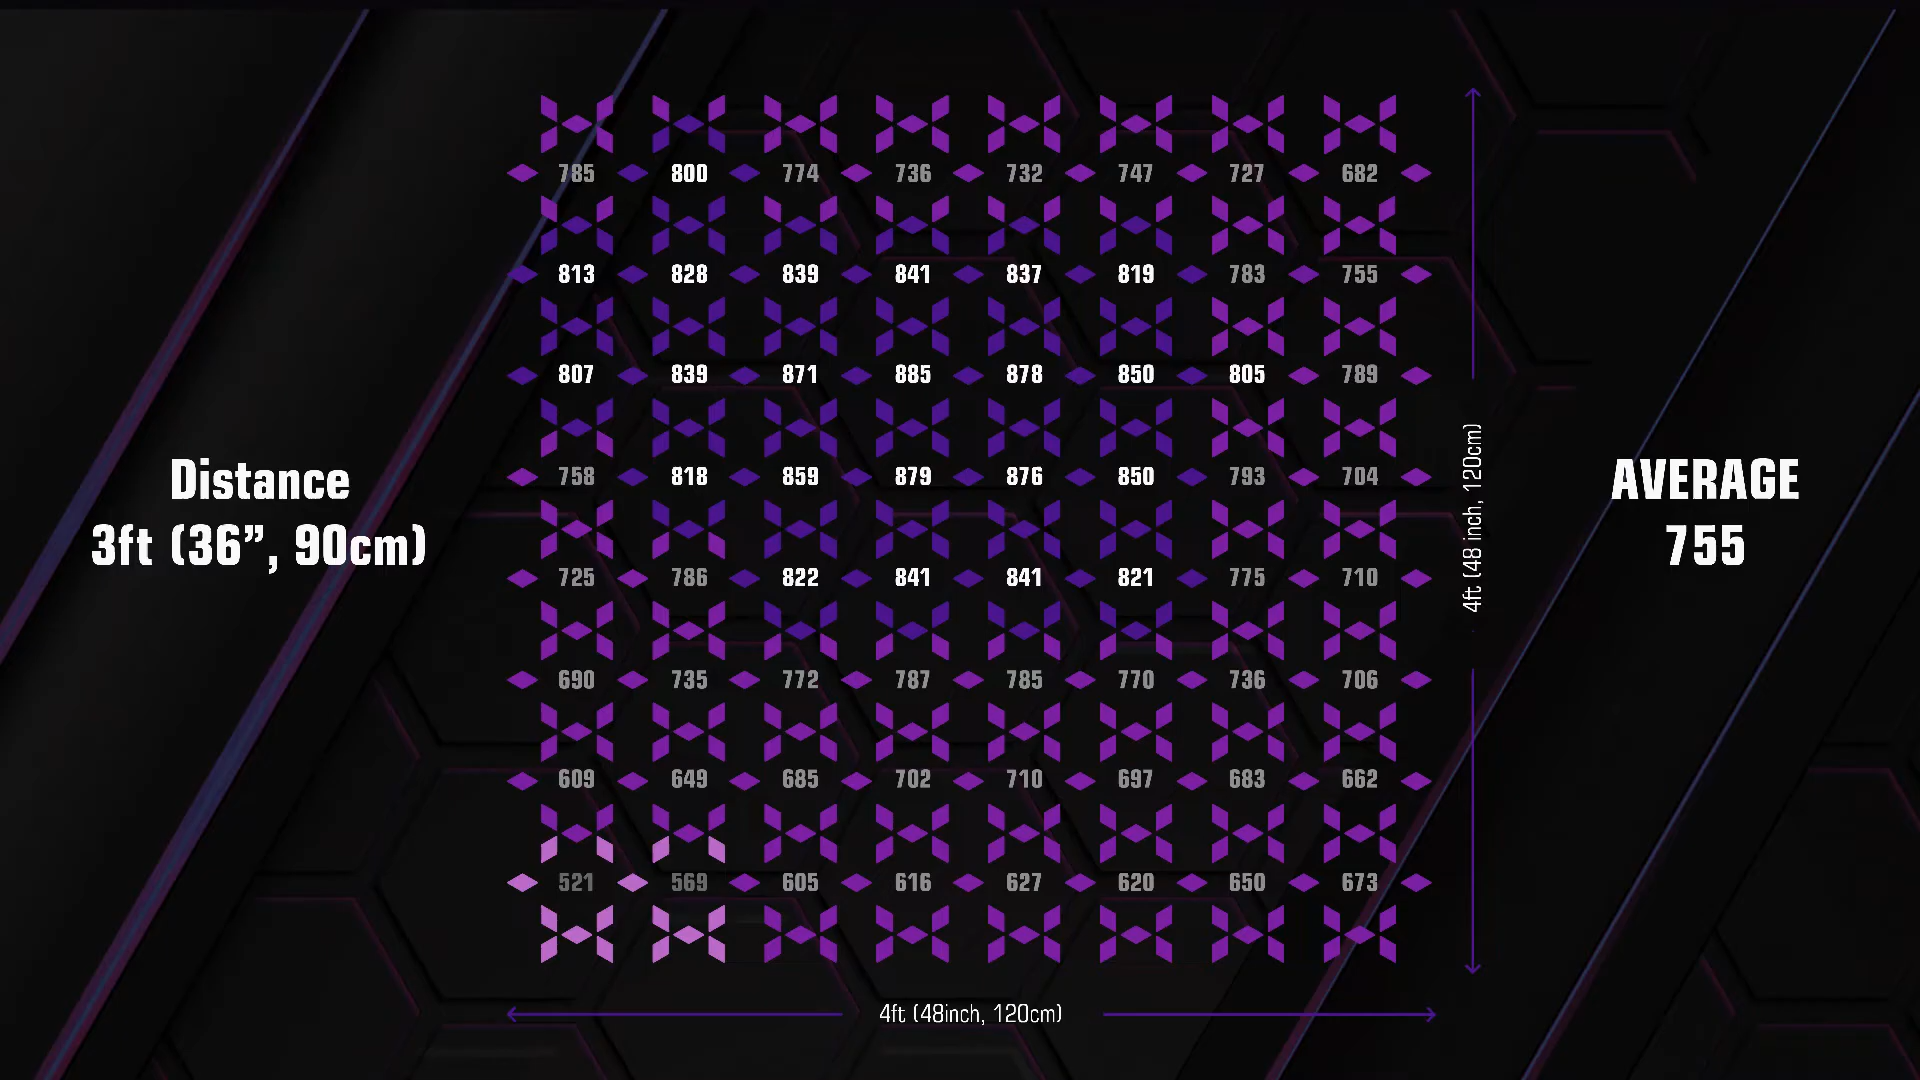 785 800 774 736 732 747 727 682
813 828 839 841 837 819 783 755
807 839 871 885 878 850 805 789
758 818 859 879 876 850 793 704
725 786 822 841 841 821 775 710
690 735 772 787 785 770 736 706
609 649 685 702 710 697 683 662
521 569 605 616 627 620 650 673
Distance
3ft (36”, 90cm)
4ft (48 inch, 120cm)
AVERAGE
755
4ft (48inch, 120cm)